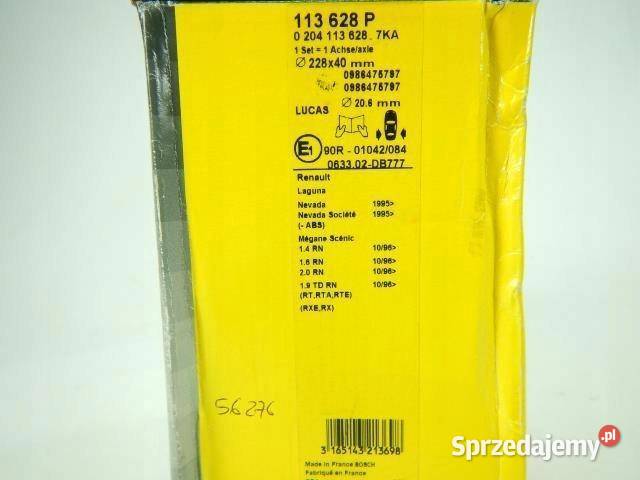 113 628 P
0 204 113 628 . 7KA
1 Set = 1 Achse/axle
Ø 228x40 mm
0986475797
0986475797
Ø 20.6 mm
LUCAS
E1 90R - 01042/084
0633.02-DB777
Renault
Laguna
Nevada 1995>
Nevada Société 1995>
(- ABS)
Mégane Scénic
1.4 RN 10/96>
1.6 RN 10/96>
2.0 RN 10/96>
1.9 TD RN 10/96>
(RT,RTA,RTE)
(RXE,RX)
56276
3 165143 213698
Made in France BOSCH
Fabriqué en France
Sprzedajemy.pl